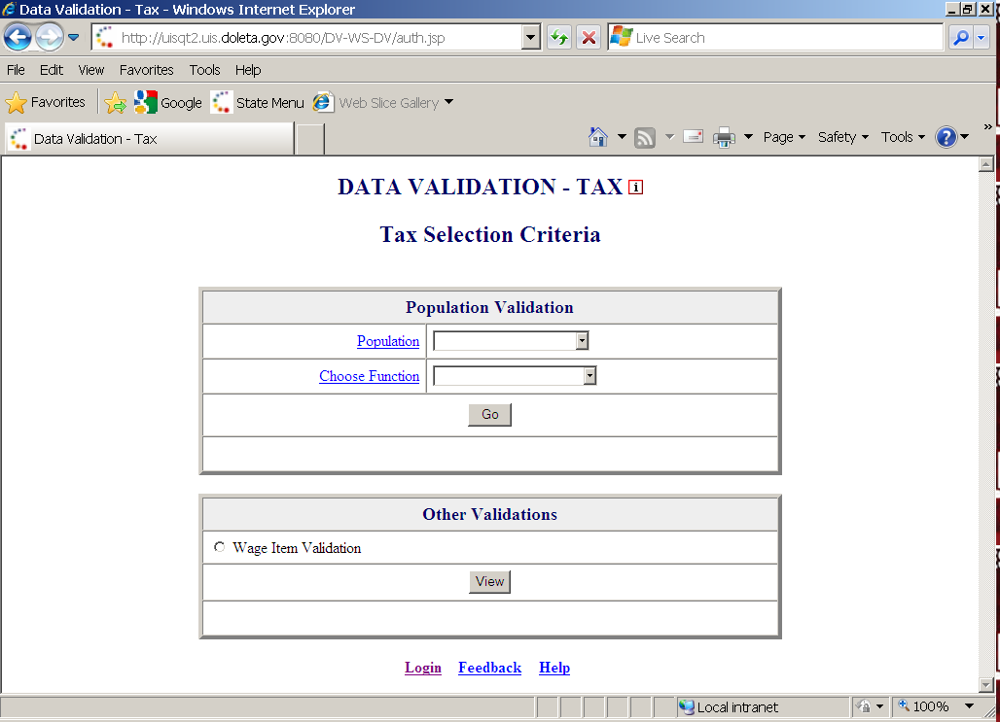 Data Validation - Tax - Windows Internet Explorer
http://uisqt2.uis.doleta.gov:8080/DV-WS-DV/auth.jsp
Live Search
File Edit View Favorites Tools Help
Favorites Google State Menu Web Slice Gallery
Data Validation - Tax
Page Safety Tools
DATA VALIDATION - TAX
Tax Selection Criteria
Population Validation
Population
Choose Function
Go
Other Validations
Wage Item Validation
View
Login Feedback Help
Local intranet 100%